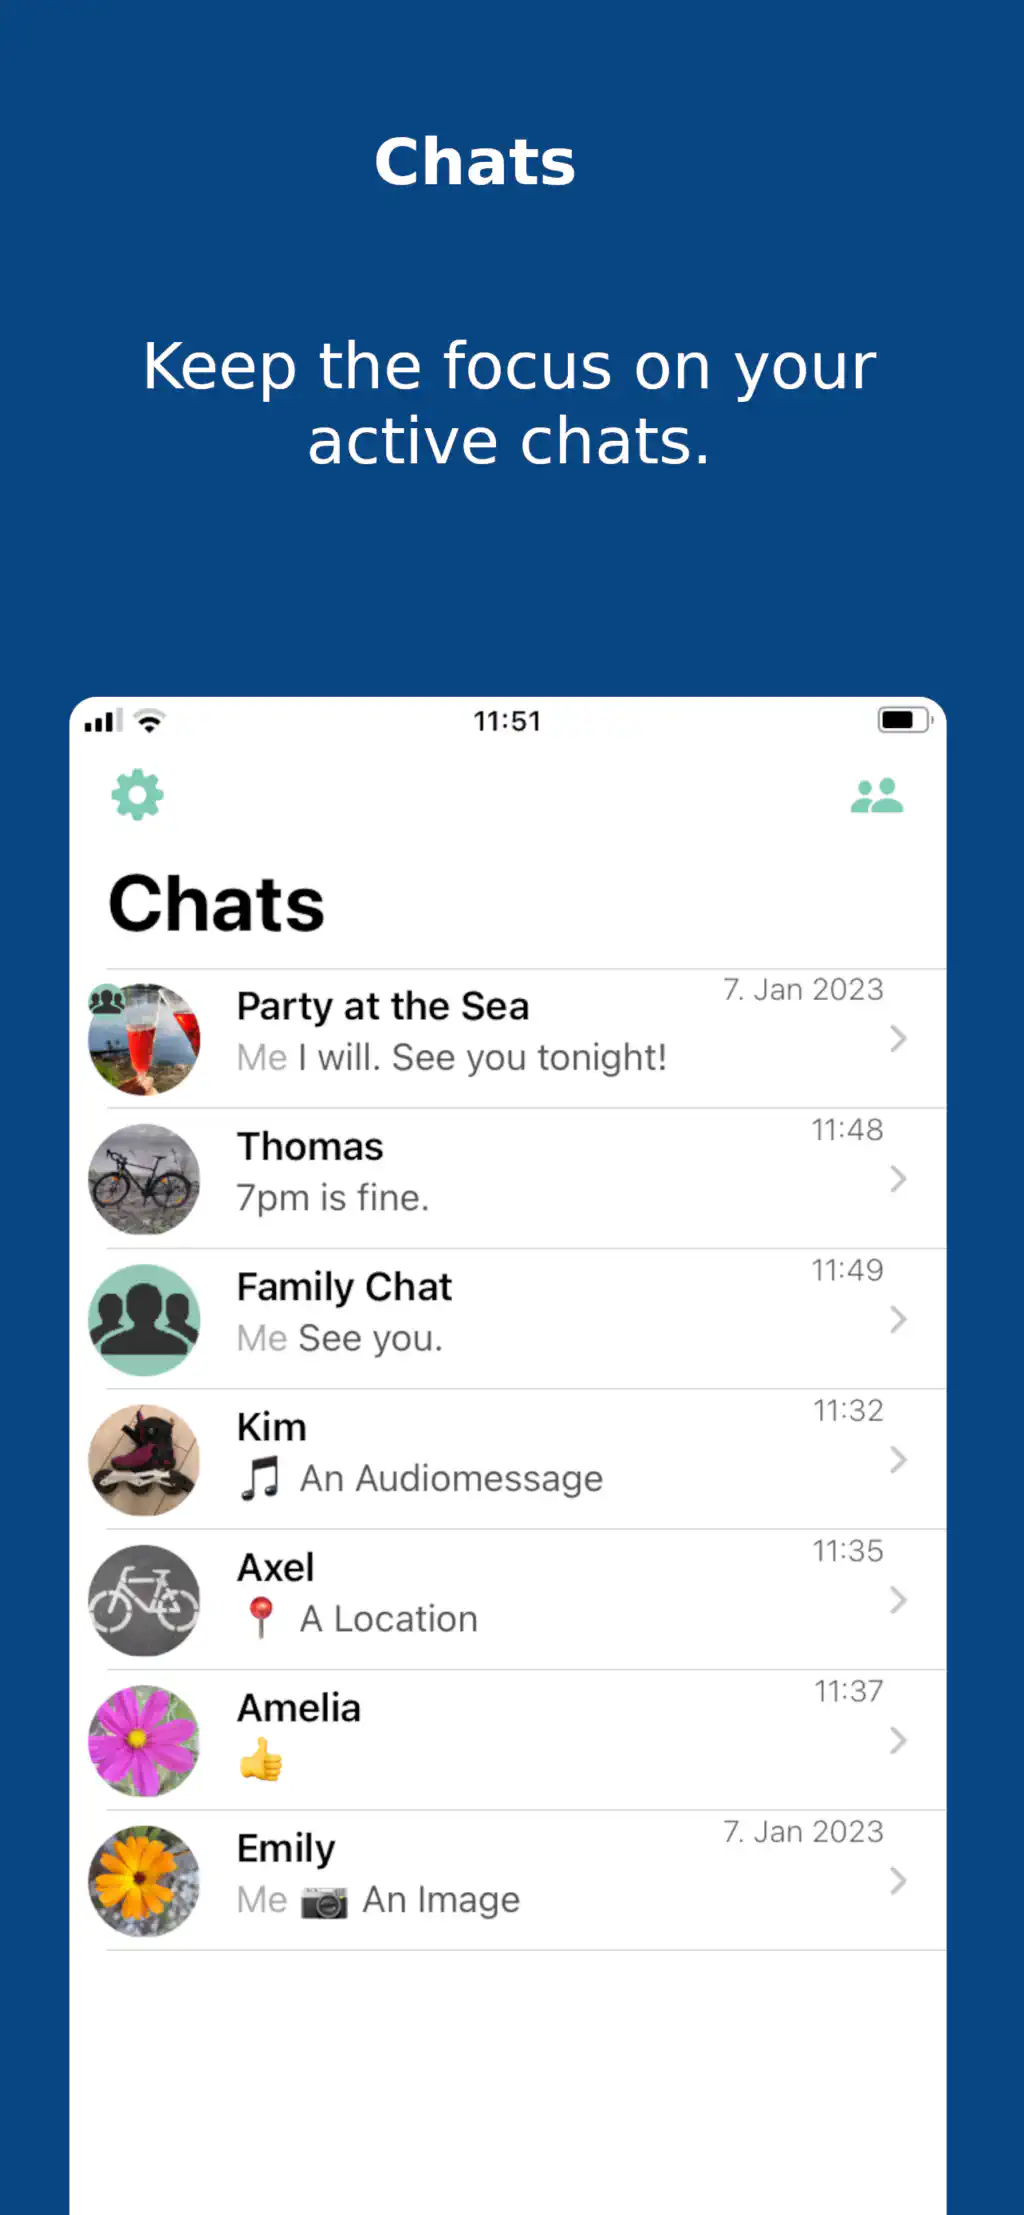 Chats
Keep the focus on your
active chats.
11:51
Chats
Party at the Sea
7. Jan 2023
Me I will. See you tonight!
Thomas
11:48
7pm is fine.
Family Chat
11:49
Me See you.
Kim
11:32
🎵 An Audiomessage
Axel
11:35
📍 A Location
Amelia
11:37
👍
Emily
7. Jan 2023
Me 📷 An Image